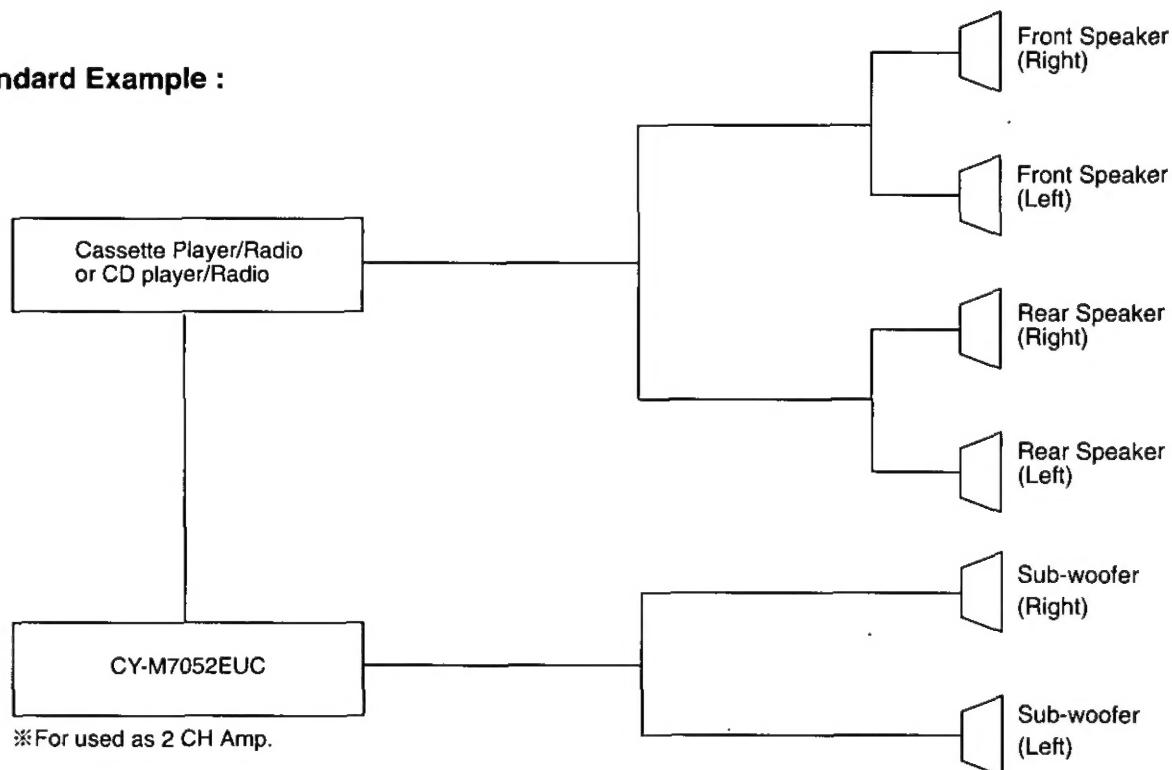 ndard Example :
Front Speaker
(Right)
Front Speaker
(Left)
Cassette Player/Radio
or CD player/Radio
Rear Speaker
(Right)
Rear Speaker
(Left)
Sub-woofer
(Right)
CY-M7052EUC
Sub-woofer
(Left)
※For used as 2 CH Amp.